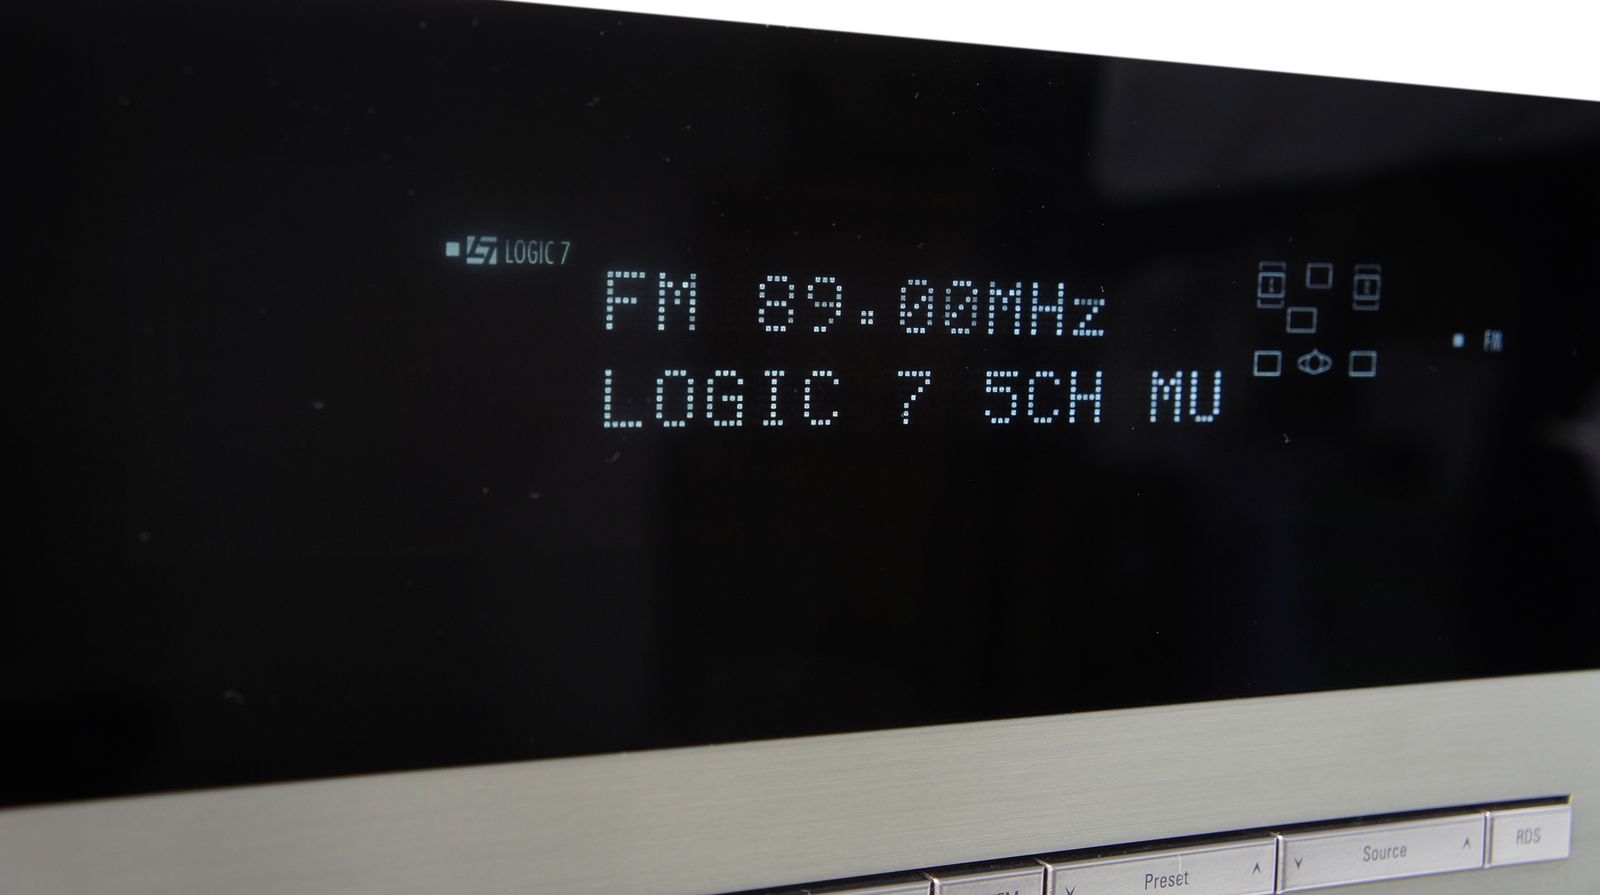 LOGIC 7
FM 89.00MHz
LOGIC 7 5CH MU
FM
Preset
Source
RDS